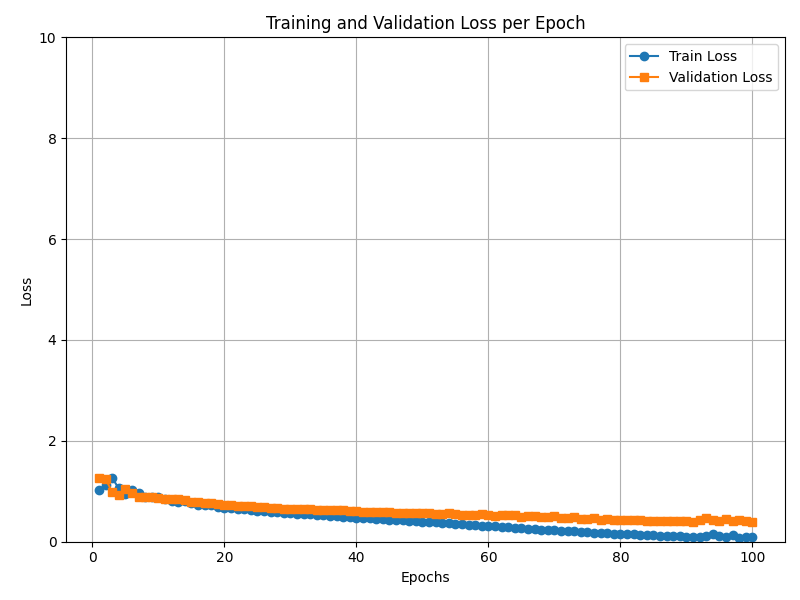 Training and Validation Loss per Epoch
Train Loss
Validation Loss
Loss
10
8
6
4
2
0
0 20 40 60 80 100
Epochs